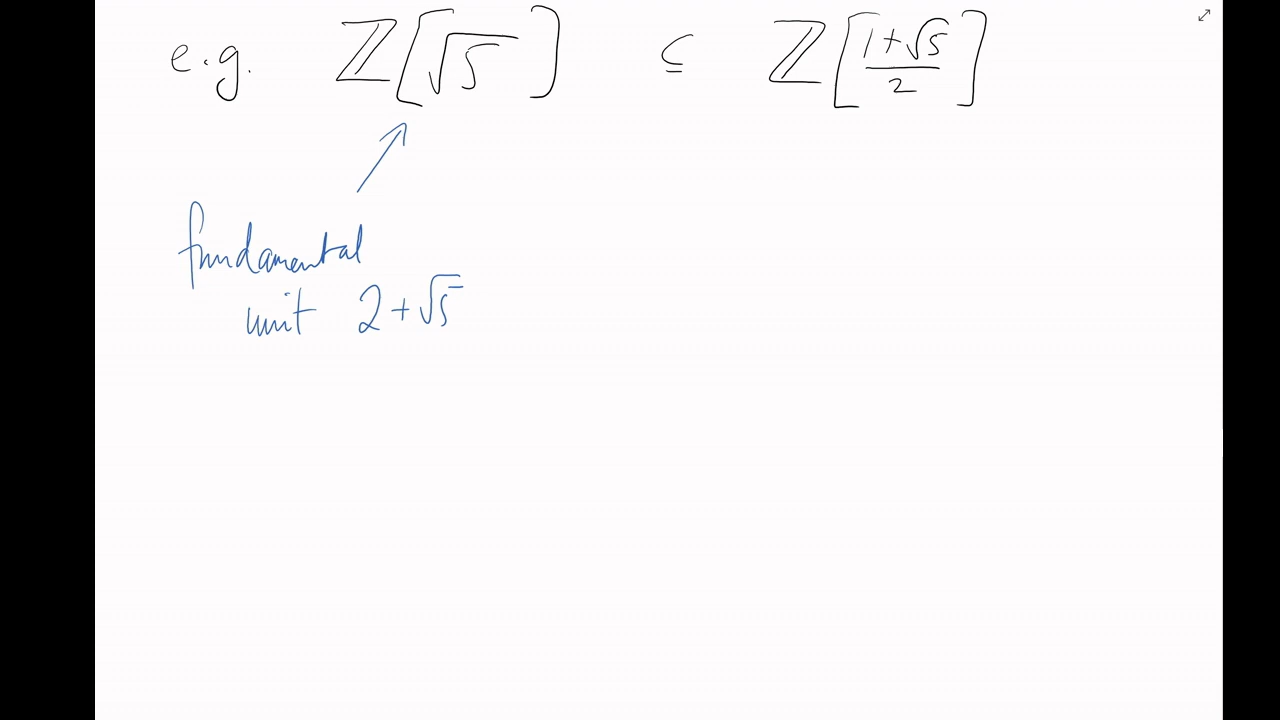 e.g. ℤ[√5] ⊆ ℤ[(1+√5)/2]
fundamental
unit 2+√5